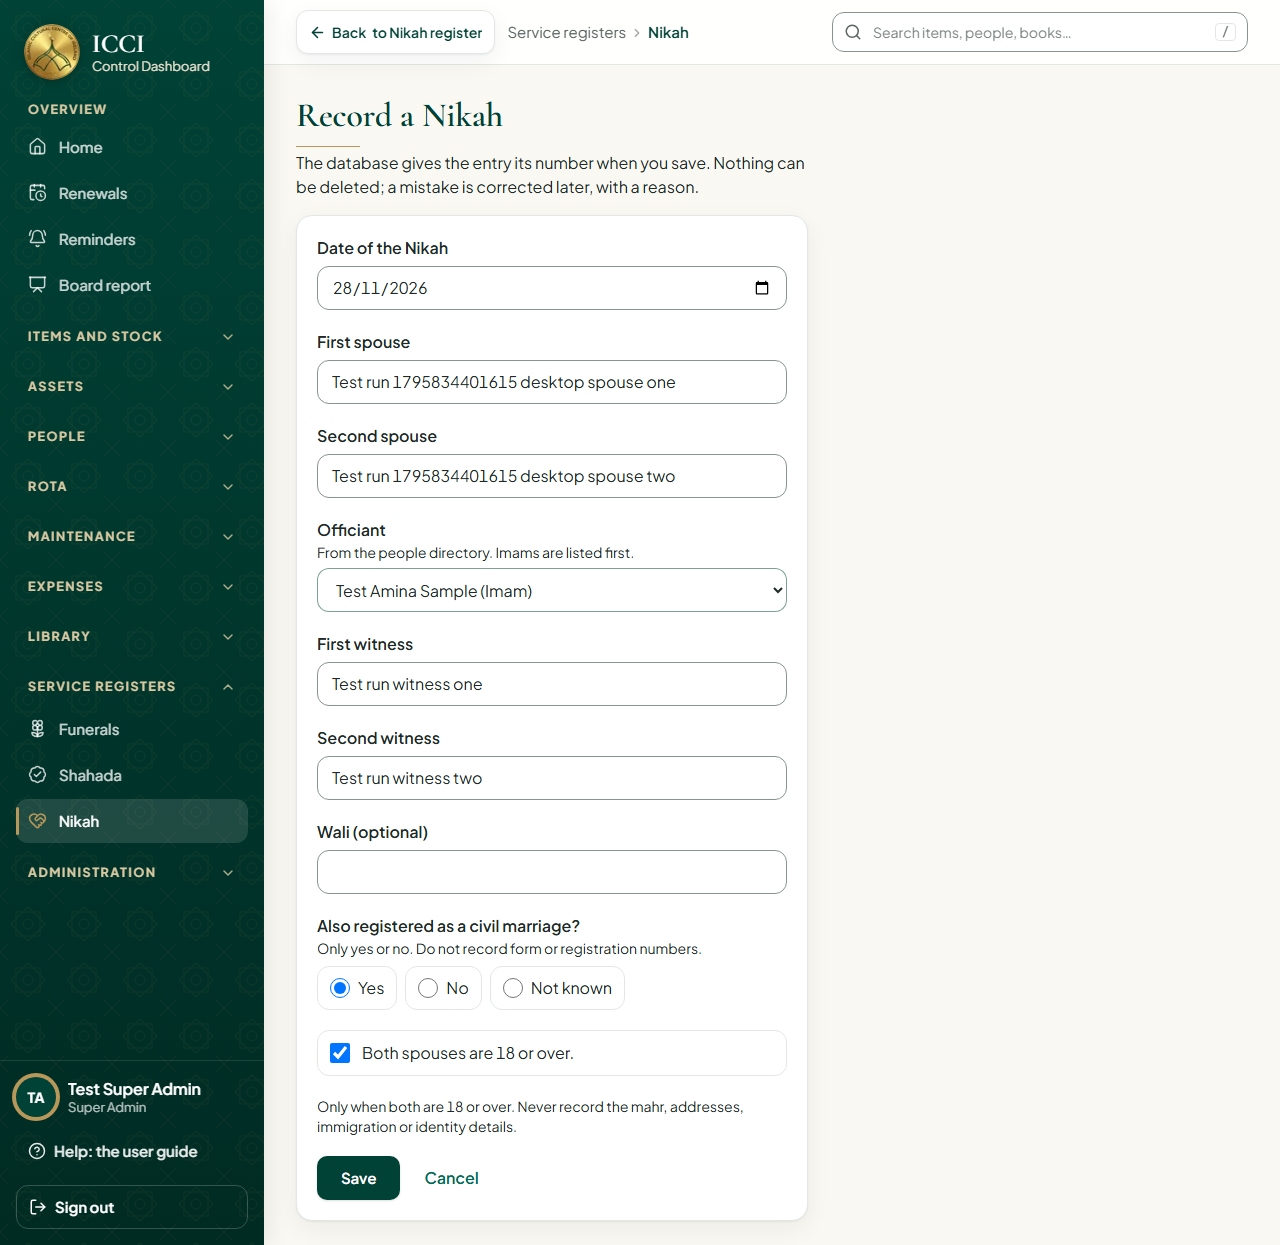 ICCI
Control Dashboard
OVERVIEW
Home
Renewals
Reminders
Board report
ITEMS AND STOCK
ASSETS
PEOPLE
ROTA
MAINTENANCE
EXPENSES
LIBRARY
SERVICE REGISTERS
Funerals
Shahada
Nikah
ADMINISTRATION
TA
Test Super Admin
Super Admin
Help: the user guide
Sign out
Back to Nikah register
Service registers › Nikah
Search items, people, books... /
Record a Nikah
The database gives the entry its number when you save. Nothing can
be deleted; a mistake is corrected later, with a reason.
Date of the Nikah
28/11/2026
First spouse
Test run 1795834401615 desktop spouse one
Second spouse
Test run 1795834401615 desktop spouse two
Officiant
From the people directory. Imams are listed first.
Test Amina Sample (Imam)
First witness
Test run witness one
Second witness
Test run witness two
Wali (optional)
Also registered as a civil marriage?
Only yes or no. Do not record form or registration numbers.
Yes No Not known
Both spouses are 18 or over.
Only when both are 18 or over. Never record the mahr, addresses,
immigration or identity details.
Save Cancel